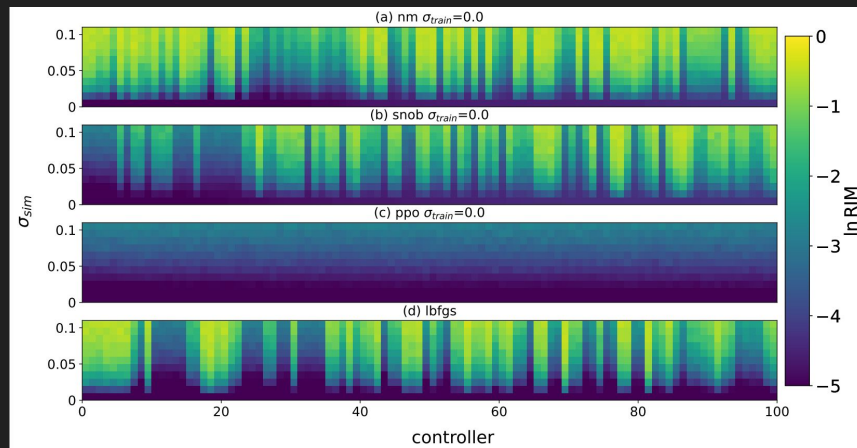 (a) nm σtrain=0.0
0.1
0.05
0
(b) snob σtrain=0.0
0.1
0.05
0
(c) ppo σtrain=0.0
0.1
0.05
0
(d) lbfgs
0.1
0.05
0
0 20 40 60 80 100
controller
σsim
0
−1
−2
−3
−4
−5
ln RIM